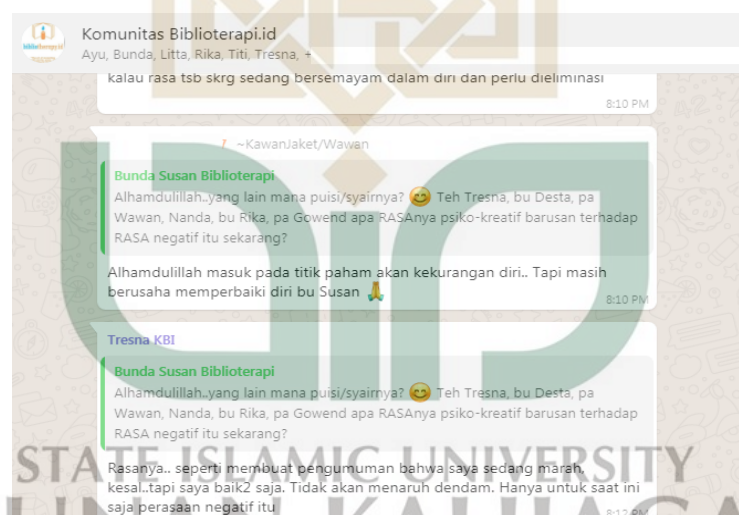 Komunitas Biblioterapi.id
Ayu, Bunda, Litta, Rika, Titi, Tresna, +
kalau rasa tsb skrg sedang bersemayam dalam diri dan perlu dieliminasi
8:10 PM
~KawanJaket/Wawan
Bunda Susan Biblioterapi
Alhamdulillah..yang lain mana puisi/syairnya? 😊 Teh Tresna, bu Desta, pa
Wawan, Nanda, bu Rika, pa Gowend apa RASAnya psiko-kreatif barusan terhadap
RASA negatif itu sekarang?
Alhamdulillah masuk pada titik paham akan kekurangan diri.. Tapi masih
berusaha memperbaiki diri bu Susan 🙏
8:10 PM
Tresna KBI
Bunda Susan Biblioterapi
Alhamdulillah..yang lain mana puisi/syairnya? 😊 Teh Tresna, bu Desta, pa
Wawan, Nanda, bu Rika, pa Gowend apa RASAnya psiko-kreatif barusan terhadap
RASA negatif itu sekarang?
Rasanya.. seperti membuat pengumuman bahwa saya sedang marah,
kesal..tapi saya baik2 saja. Tidak akan menaruh dendam. Hanya untuk saat ini
saja perasaan negatif itu
8:12 PM
STATE ISLAMIC UNIVERSITY